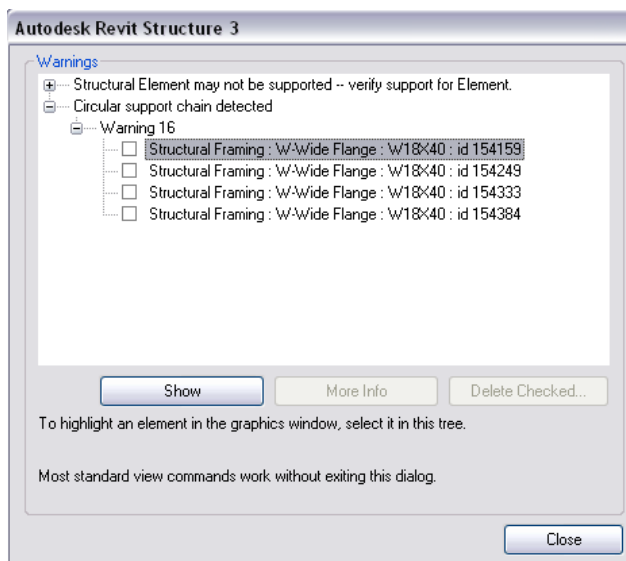 Autodesk Revit Structure 3
Warnings
Structural Element may not be supported -- verify support for Element.
Circular support chain detected
Warning 16
Structural Framing : W-Wide Flange : W18X40 : id 154159
Structural Framing : W-Wide Flange : W18X40 : id 154249
Structural Framing : W-Wide Flange : W18X40 : id 154333
Structural Framing : W-Wide Flange : W18X40 : id 154384
Show More Info Delete Checked...
To highlight an element in the graphics window, select it in this tree.
Most standard view commands work without exiting this dialog.
Close